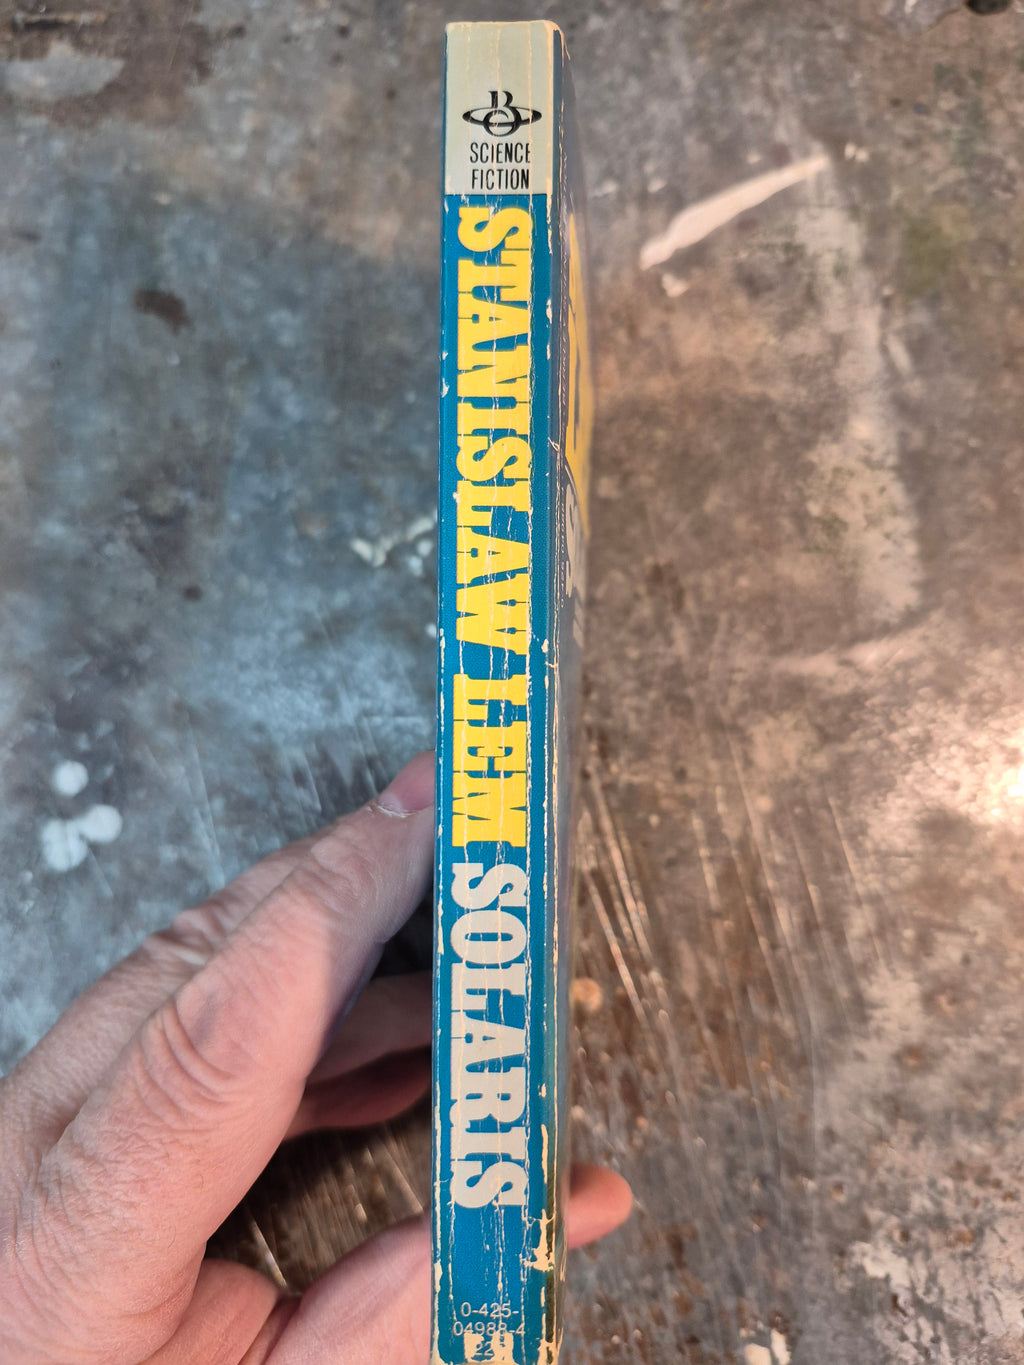 B
SCIENCE
FICTION
STANISLAW LEM SOLARIS
0-425-
04988-4